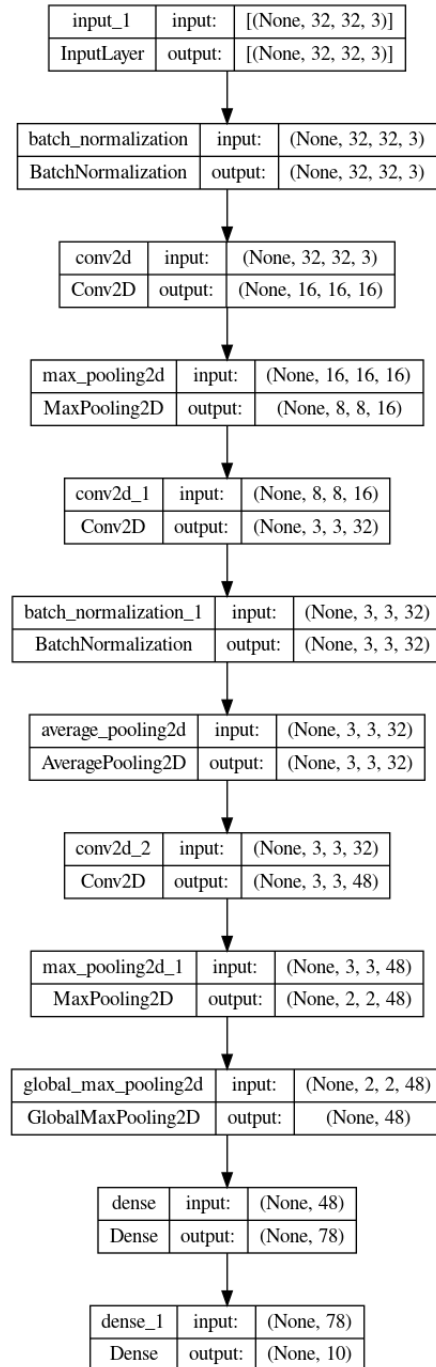 input_1 input: [(None, 32, 32, 3)]
InputLayer output: [(None, 32, 32, 3)]
batch_normalization input: (None, 32, 32, 3)
BatchNormalization output: (None, 32, 32, 3)
conv2d input: (None, 32, 32, 3)
Conv2D output: (None, 16, 16, 16)
max_pooling2d input: (None, 16, 16, 16)
MaxPooling2D output: (None, 8, 8, 16)
conv2d_1 input: (None, 8, 8, 16)
Conv2D output: (None, 3, 3, 32)
batch_normalization_1 input: (None, 3, 3, 32)
BatchNormalization output: (None, 3, 3, 32)
average_pooling2d input: (None, 3, 3, 32)
AveragePooling2D output: (None, 3, 3, 32)
conv2d_2 input: (None, 3, 3, 32)
Conv2D output: (None, 3, 3, 48)
max_pooling2d_1 input: (None, 3, 3, 48)
MaxPooling2D output: (None, 2, 2, 48)
global_max_pooling2d input: (None, 2, 2, 48)
GlobalMaxPooling2D output: (None, 48)
dense input: (None, 48)
Dense output: (None, 78)
dense_1 input: (None, 78)
Dense output: (None, 10)